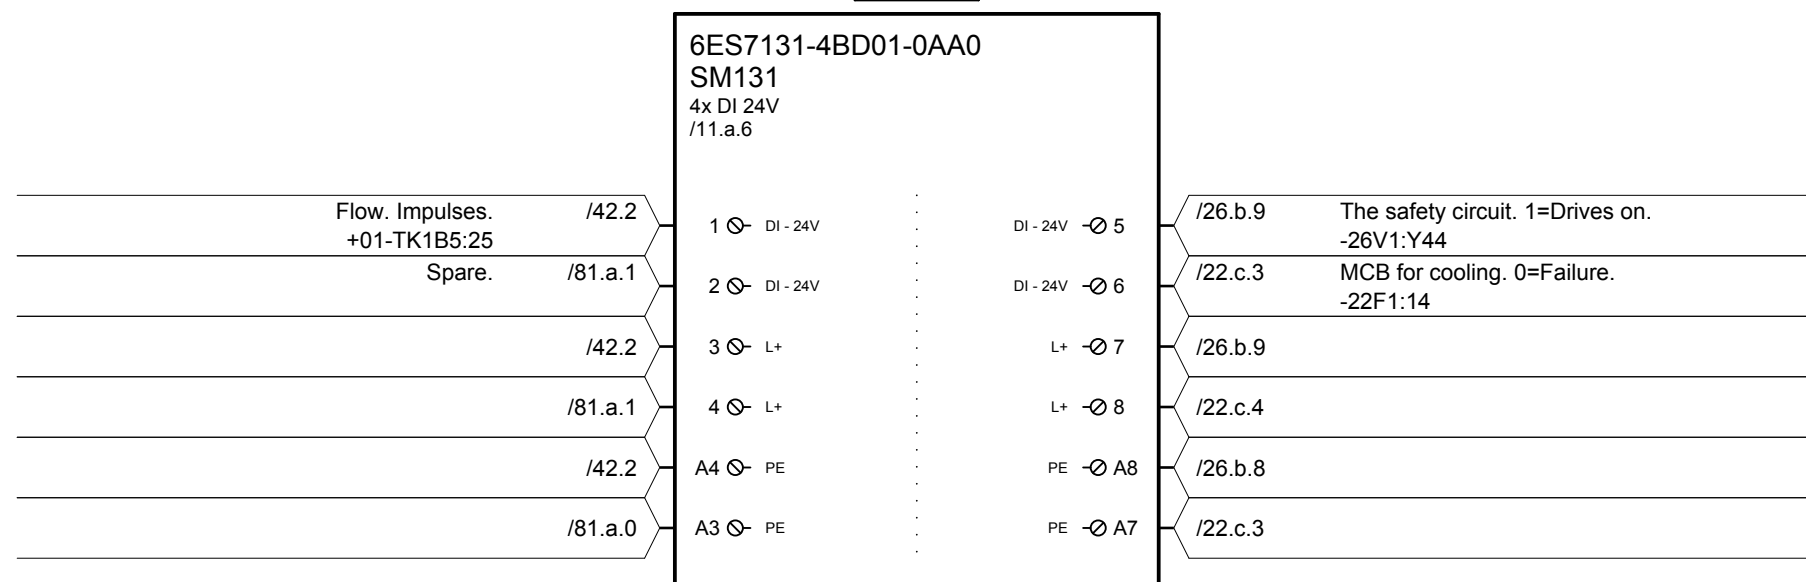 6ES7131-4BD01-0AA0
SM131
4x DI 24V
/11.a.6
Flow. Impulses. /42.2 1 DI - 24V DI - 24V 5 /26.b.9 The safety circuit. 1=Drives on.
+01-TK1B5:25 -26V1:Y44
Spare. /81.a.1 2 DI - 24V DI - 24V 6 /22.c.3 MCB for cooling. 0=Failure.
-22F1:14
/42.2 3 L+ L+ 7 /26.b.9
/81.a.1 4 L+ L+ 8 /22.c.4
/42.2 A4 PE PE A8 /26.b.8
/81.a.0 A3 PE PE A7 /22.c.3